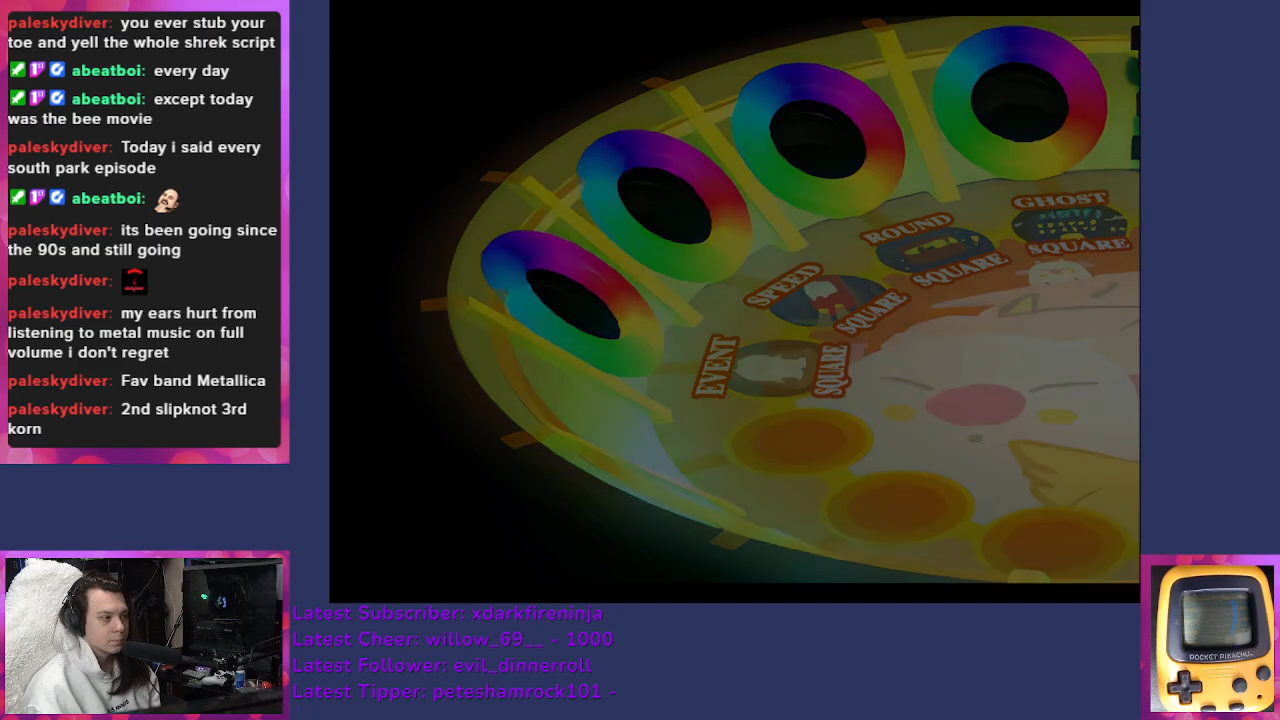 paleskydiver: you ever stub your
toe and yell the whole shrek script
abeatboi: every day
abeatboi: except today
was the bee movie
paleskydiver: Today i said every
south park episode
abeatboi:
paleskydiver: its been going since
the 90s and still going
paleskydiver:
paleskydiver: my ears hurt from
listening to metal music on full
volume i don't regret
paleskydiver: Fav band Metallica
paleskydiver: 2nd slipknot 3rd
korn
GHOST
SQUARE
ROUND
SQUARE
SPEED
SQUARE
EVENT
SQUARE
Latest Subscriber: xdarkfireninja
Latest Cheer: willow_69__ - 1000
Latest Follower: evil_dinnerroll
Latest Tipper: peteshamrock101 -
POCKET PIKACHU